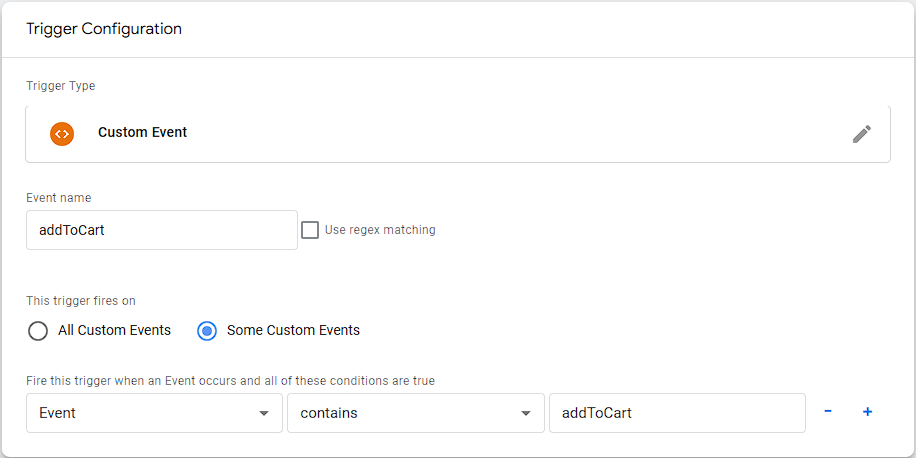 Trigger Configuration
Trigger Type
Custom Event
Event name
addToCart Use regex matching
This trigger fires on
All Custom Events Some Custom Events
Fire this trigger when an Event occurs and all of these conditions are true
Event contains addToCart - +